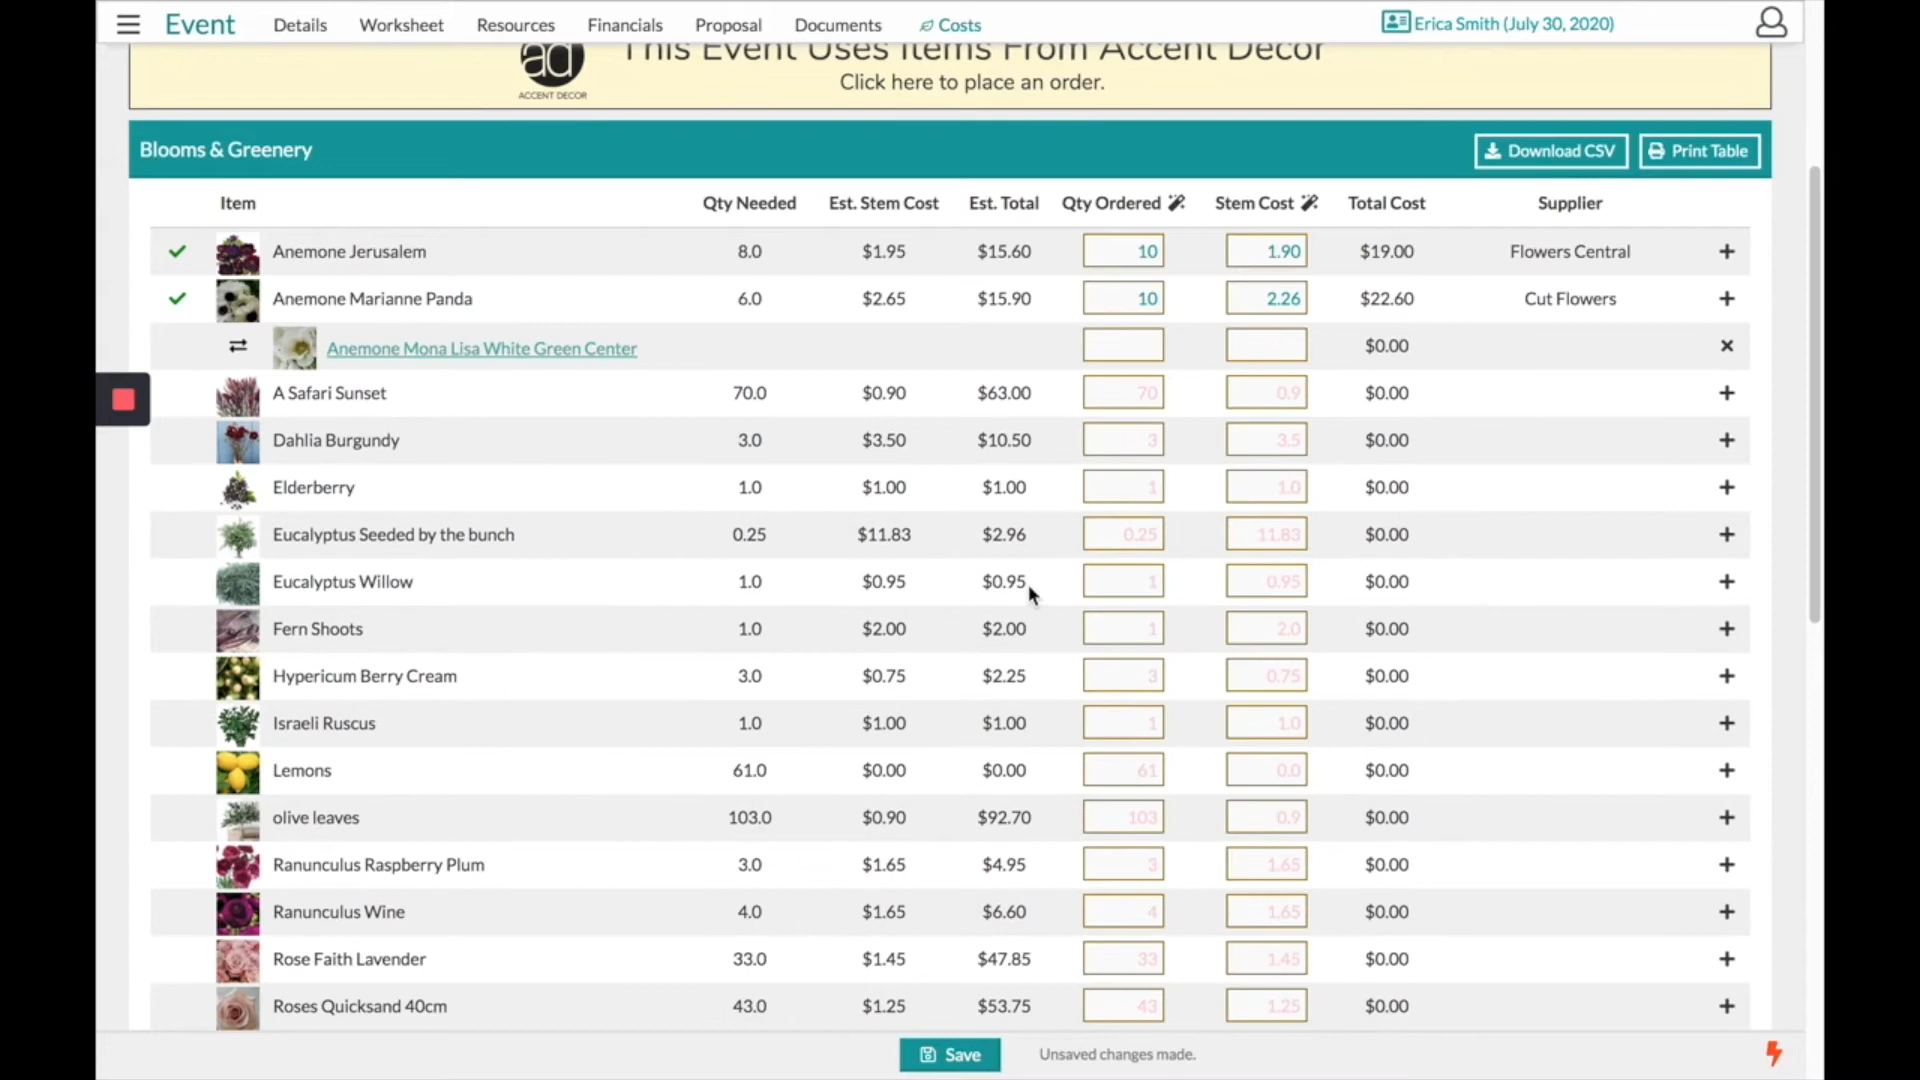 Event Details Worksheet Resources Financials Proposal Documents Costs Erica Smith (July 30, 2020)
ad This Event Uses Items From Accent Decor
ACCENT DECOR Click here to place an order.
Blooms & Greenery Download CSV Print Table
Item Qty Needed Est. Stem Cost Est. Total Qty Ordered Stem Cost Total Cost Supplier
Anemone Jerusalem 8.0 $1.95 $15.60 10 1.90 $19.00 Flowers Central +
Anemone Marianne Panda 6.0 $2.65 $15.90 10 2.26 $22.60 Cut Flowers +
Anemone Mona Lisa White Green Center $0.00 ×
A Safari Sunset 70.0 $0.90 $63.00 70 0.9 $0.00 +
Dahlia Burgundy 3.0 $3.50 $10.50 3 3.5 $0.00 +
Elderberry 1.0 $1.00 $1.00 1 1.0 $0.00 +
Eucalyptus Seeded by the bunch 0.25 $11.83 $2.96 0.25 11.83 $0.00 +
Eucalyptus Willow 1.0 $0.95 $0.95 1 0.95 $0.00 +
Fern Shoots 1.0 $2.00 $2.00 1 2.0 $0.00 +
Hypericum Berry Cream 3.0 $0.75 $2.25 3 0.75 $0.00 +
Israeli Ruscus 1.0 $1.00 $1.00 1 1.0 $0.00 +
Lemons 61.0 $0.00 $0.00 61 0.0 $0.00 +
olive leaves 103.0 $0.90 $92.70 103 0.9 $0.00 +
Ranunculus Raspberry Plum 3.0 $1.65 $4.95 3 1.65 $0.00 +
Ranunculus Wine 4.0 $1.65 $6.60 4 1.65 $0.00 +
Rose Faith Lavender 33.0 $1.45 $47.85 33 1.45 $0.00 +
Roses Quicksand 40cm 43.0 $1.25 $53.75 43 1.25 $0.00 +
Save Unsaved changes made.